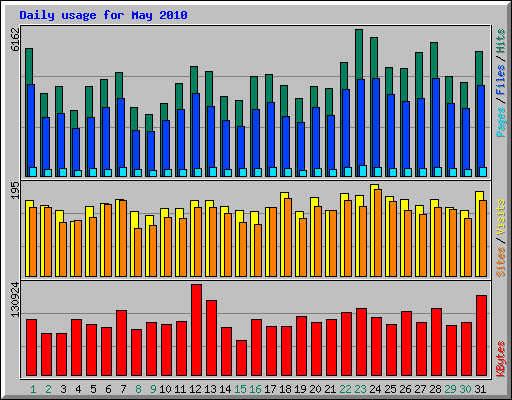 Daily usage for May 2010
6162
Pages / Files / Hits
195
Sites / Visits
130924
KBytes
1 2 3 4 5 6 7 8 9 10 11 12 13 14 15 16 17 18 19 20 21 22 23 24 25 26 27 28 29 30 31